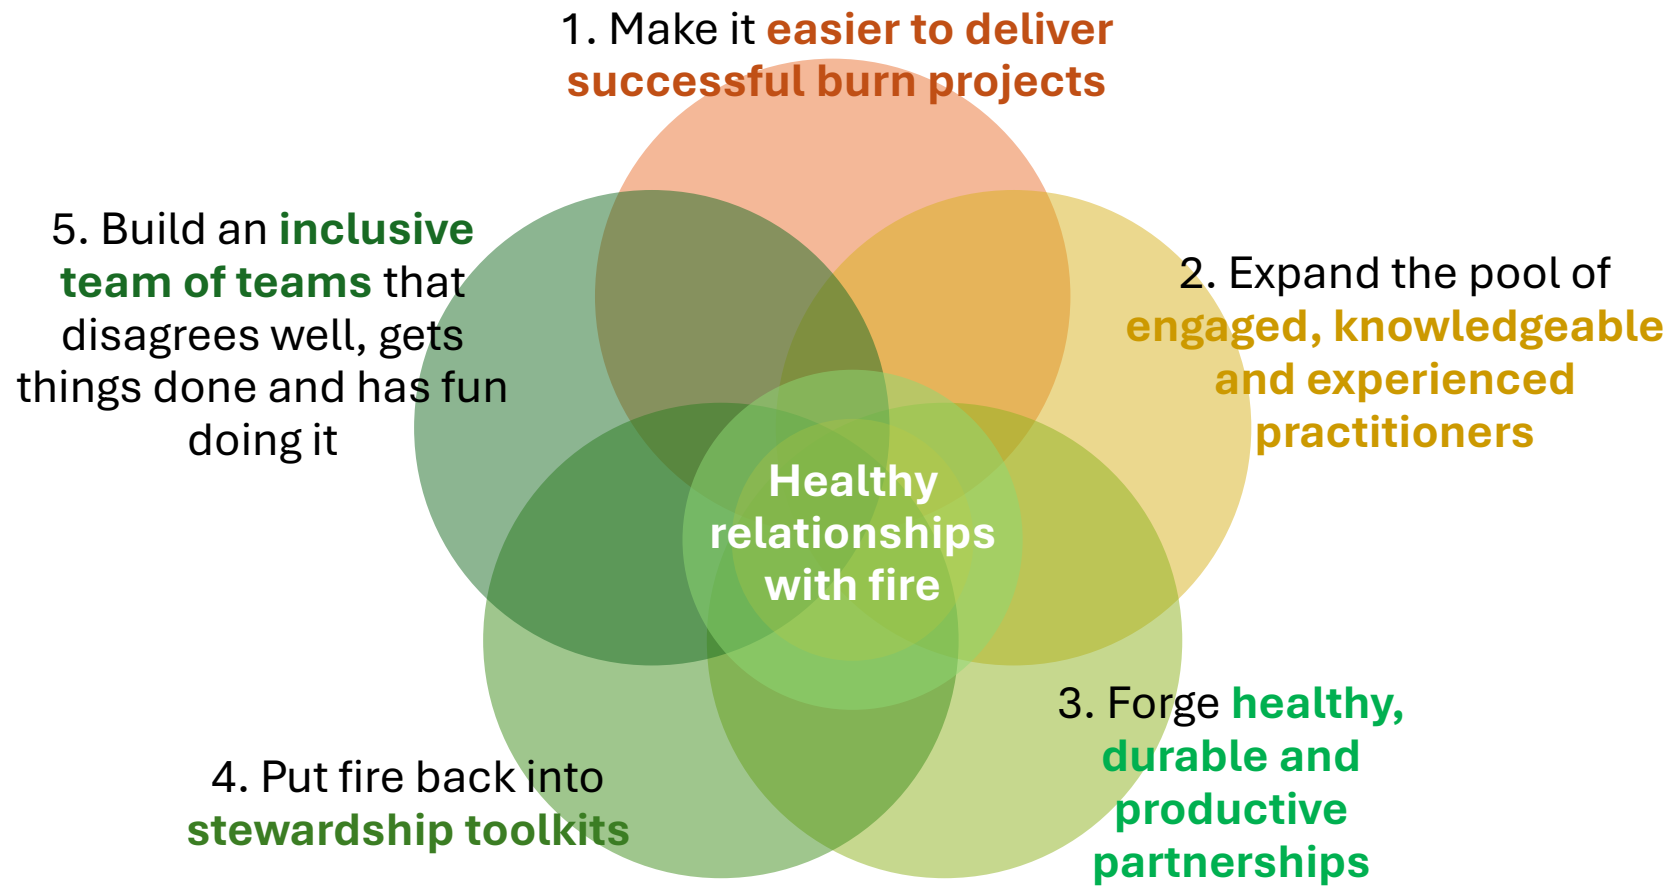 1. Make it easier to deliver
successful burn projects
2. Expand the pool of
engaged, knowledgeable
and experienced
practitioners
3. Forge healthy,
durable and
productive
partnerships
4. Put fire back into
stewardship toolkits
5. Build an inclusive
team of teams that
disagrees well, gets
things done and has fun
doing it
Healthy
relationships
with fire